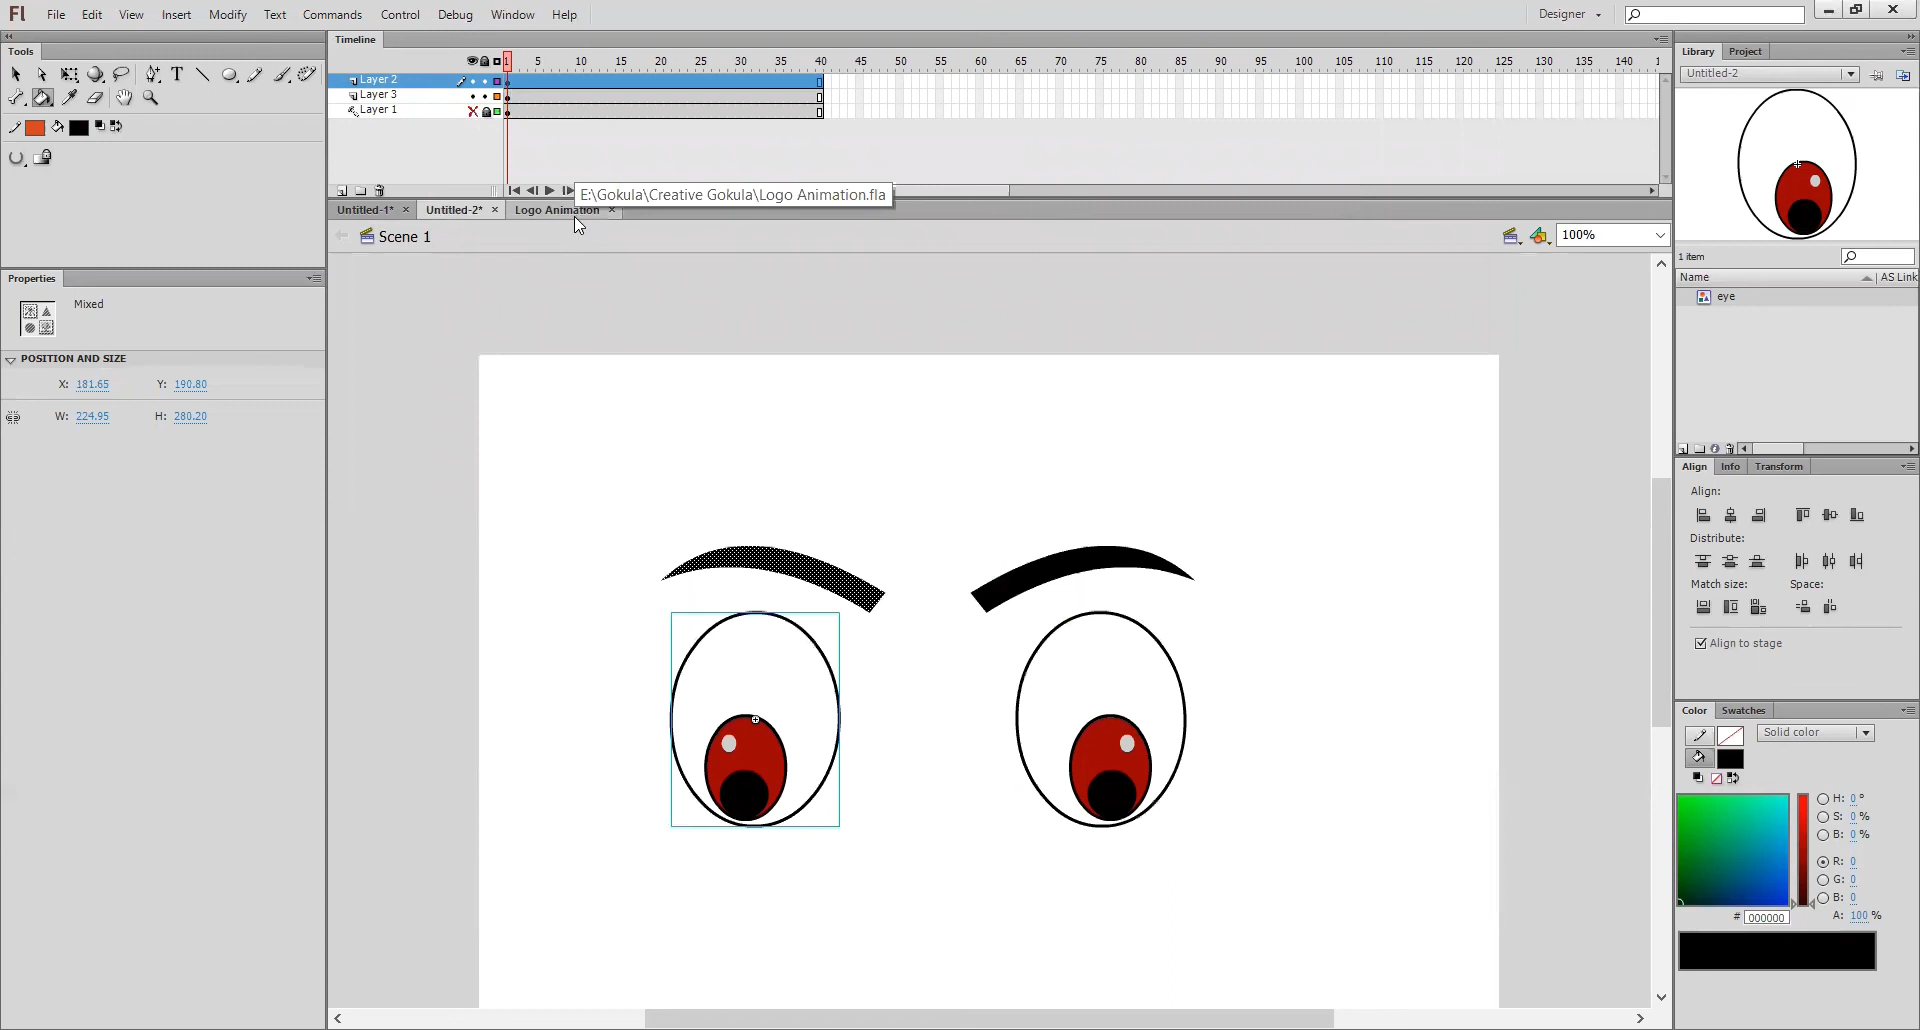 Fl File Edit View Insert Modify Text Commands Control Debug Window Help Designer
Tools
Timeline
Library Project
1 5 10 15 20 25 30 35 40 45 50 55 60 65 70 75 80 85 90 95 100 105 110 115 120 125 130 135 140 1
Untitled-2
Layer 2
Layer 3
Layer 1
E:\Gokula\Creative Gokula\Logo Animation.fla
Untitled-1* × Untitled-2* × Logo Animation ×
Scene 1
100%
1 item
Name AS Link
eye
Properties
Mixed
POSITION AND SIZE
X: 181.65 Y: 190.80
W: 224.95 H: 280.20
Align Info Transform
Align:
Distribute:
Match size: Space:
Align to stage
Color Swatches
Solid color
H: 0 °
S: 0 %
B: 0 %
R: 0
G: 0
B: 0
# 000000 A: 100 %